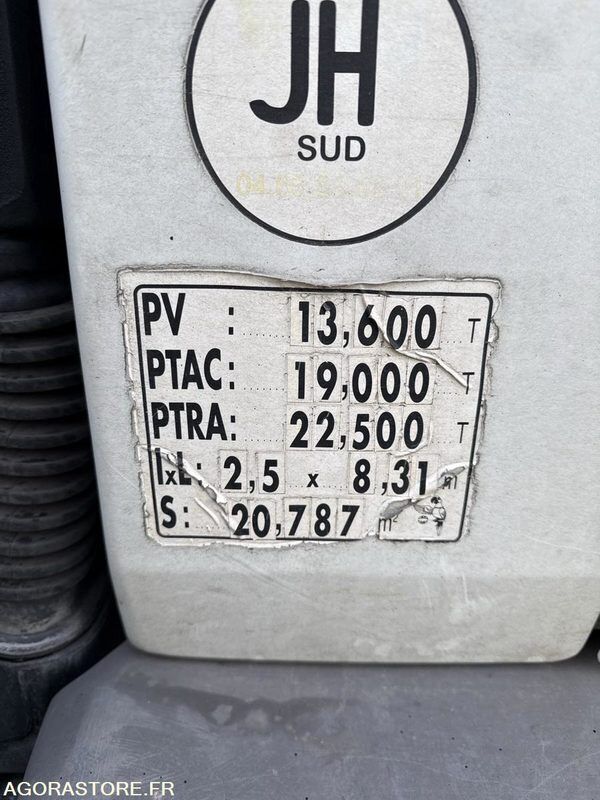 JH
SUD
PV : 13,600 T
PTAC: 19,000 T
PTRA: 22,500 T
lxL: 2,5 x 8,31 m
S: 20,787 m²
AGORASTORE.FR